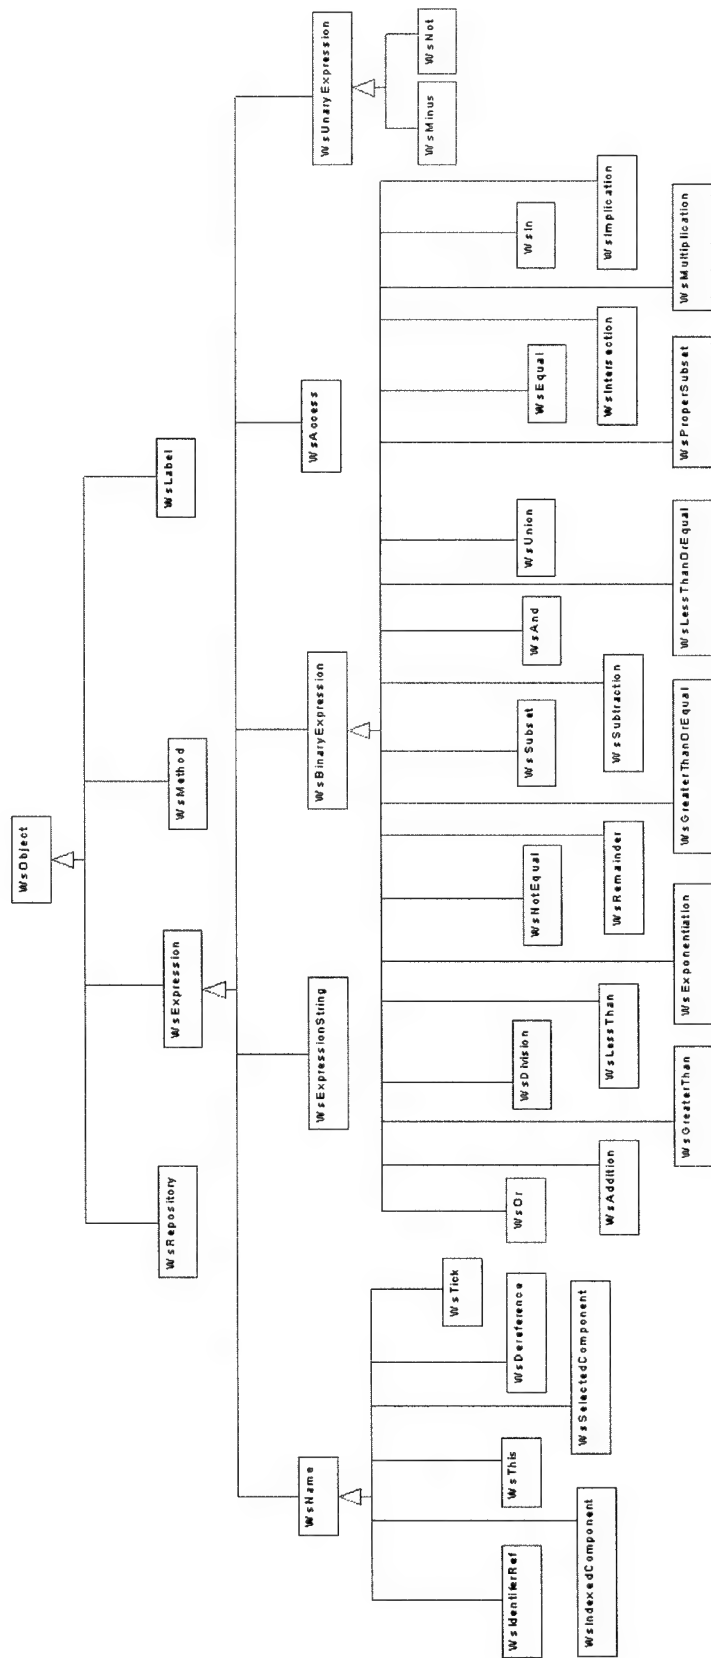 WsObject
WsRepository
WsExpression
WsMethod
WsLabel
WsName
WsExpressionString
WsBinaryExpression
WsAccess
WsUnaryExpression
WsMinus
WsNot
WsTick
WsIdentiferRef
WsThis
WsDereference
WsIndexedComponent
WsSelectedComponent
WsOr
WsDivision
WsNotEqual
WsSubset
WsAnd
WsUnion
WsEqual
WsIn
WsAddition
WsLessThan
WsRemainder
WsSubtraction
WsIntersection
WsImplication
WsGreaterThan
WsExponentiation
WsGreaterThanOrEqual
WsLessThanOrEqual
WsProperSubset
WsMultiplication